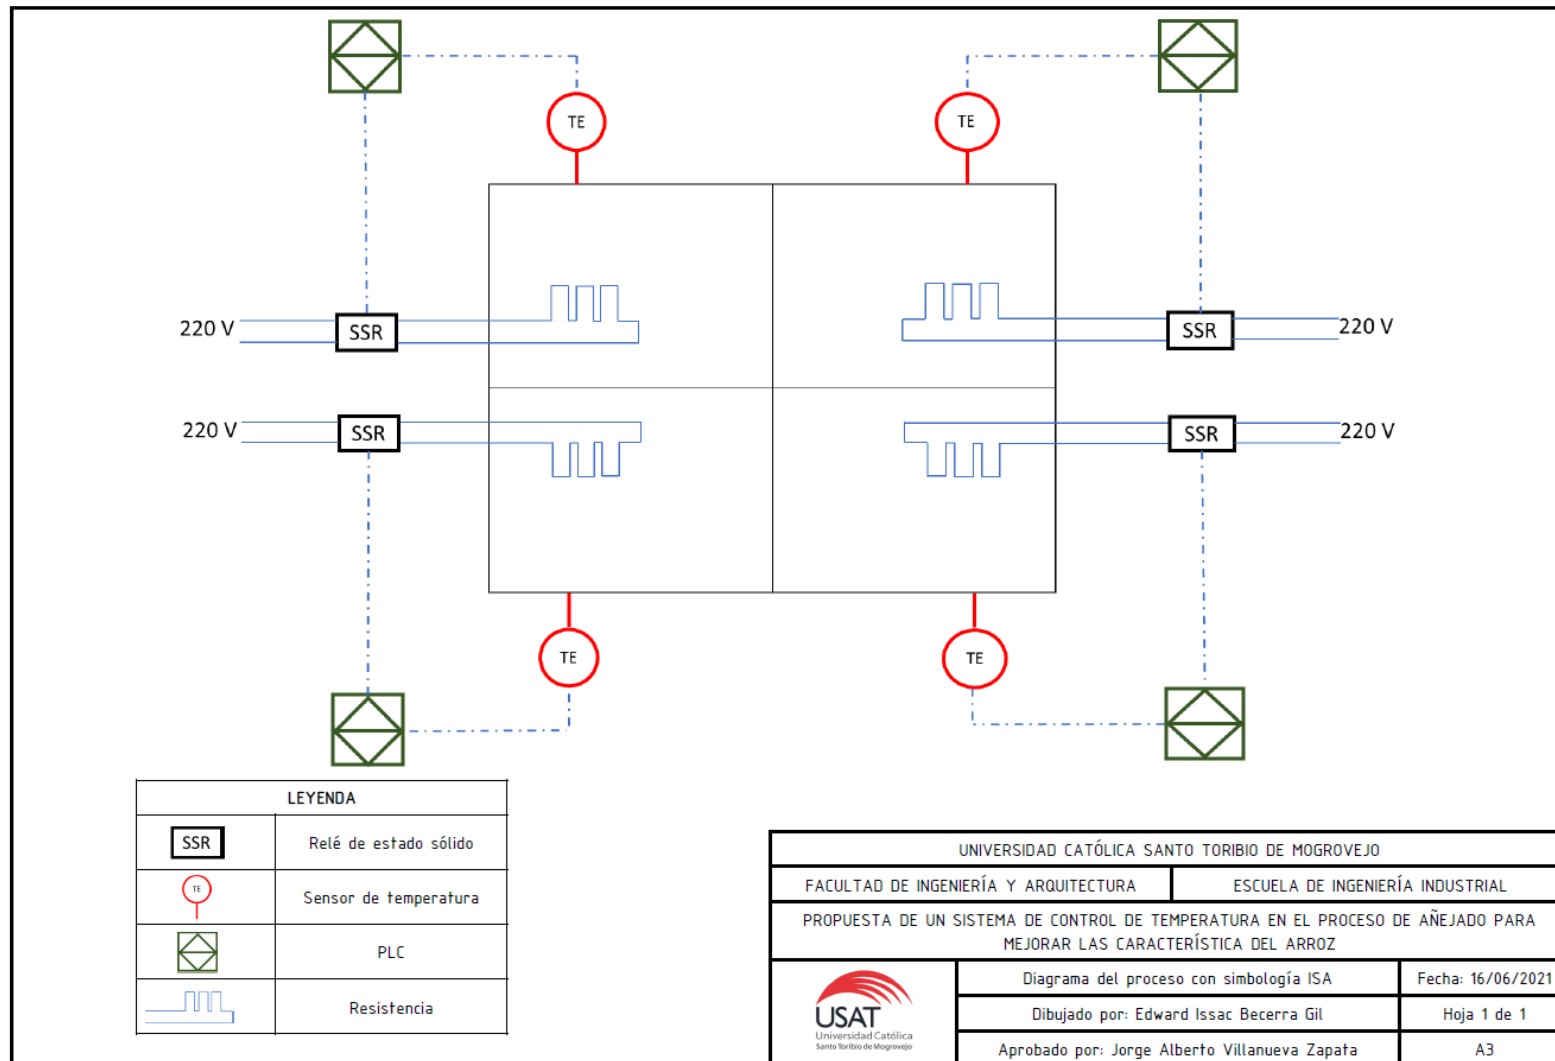 TE
TE
220 V
SSR
SSR
220 V
220 V
SSR
SSR
220 V
TE
TE
LEYENDA
SSR
Relé de estado sólido
TE
Sensor de temperatura
PLC
Resistencia
UNIVERSIDAD CATÓLICA SANTO TORIBIO DE MOGROVEJO
FACULTAD DE INGENIERÍA Y ARQUITECTURA
ESCUELA DE INGENIERÍA INDUSTRIAL
PROPUESTA DE UN SISTEMA DE CONTROL DE TEMPERATURA EN EL PROCESO DE AÑEJADO PARA
MEJORAR LAS CARACTERÍSTICA DEL ARROZ
USAT
Universidad Católica
Santo Toribio de Mogrovejo
Diagrama del proceso con simbología ISA
Fecha: 16/06/2021
Dibujado por: Edward Issac Becerra Gil
Hoja 1 de 1
Aprobado por: Jorge Alberto Villanueva Zapata
A3